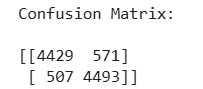 Confusion Matrix:
[[4429  571]
 [ 507 4493]]